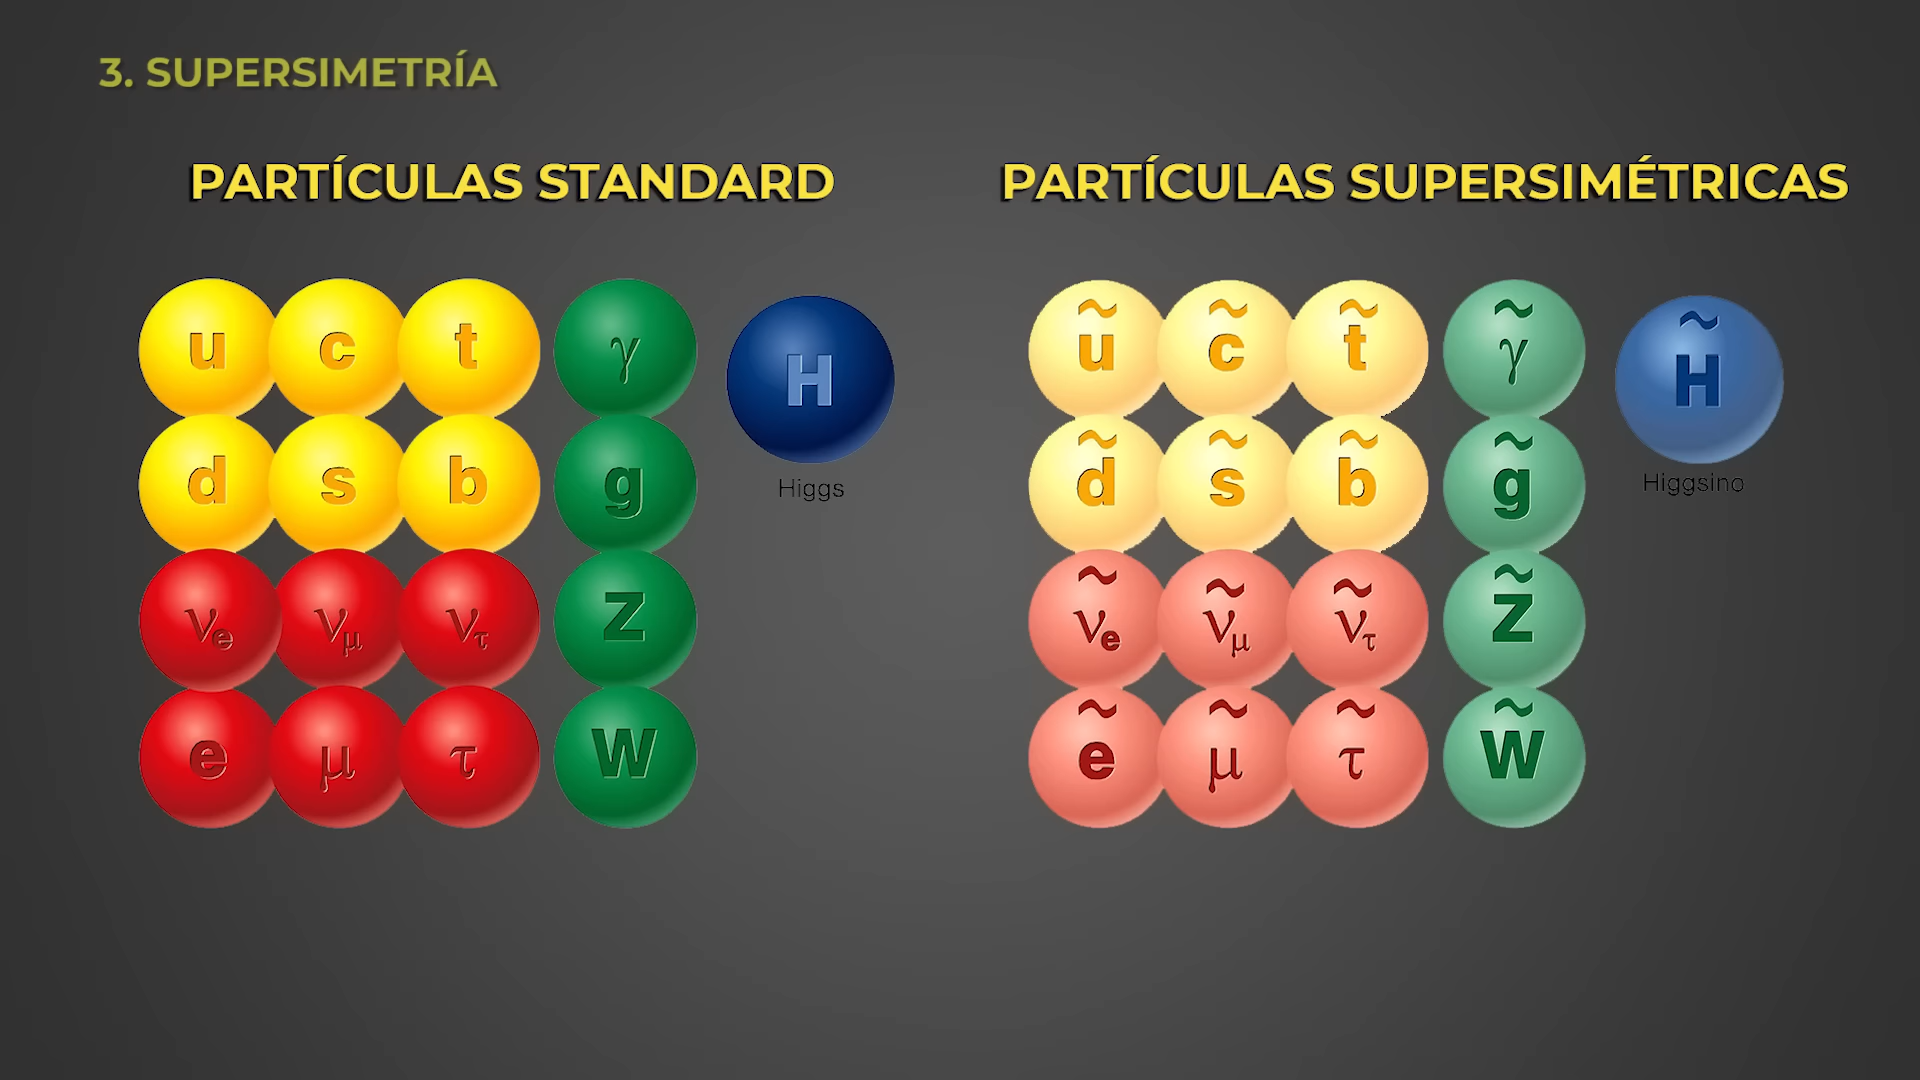 3. SUPERSIMETRÍA
PARTÍCULAS STANDARD
u c t γ
H
Higgs
d s b g
νe νμ ντ Z
e μ τ W
PARTÍCULAS SUPERSIMÉTRICAS
ũ c̃ t̃ γ̃
H̃
Higgsino
d̃ s̃ b̃ g̃
ν̃e ν̃μ ν̃τ Z̃
ẽ μ̃ τ̃ W̃